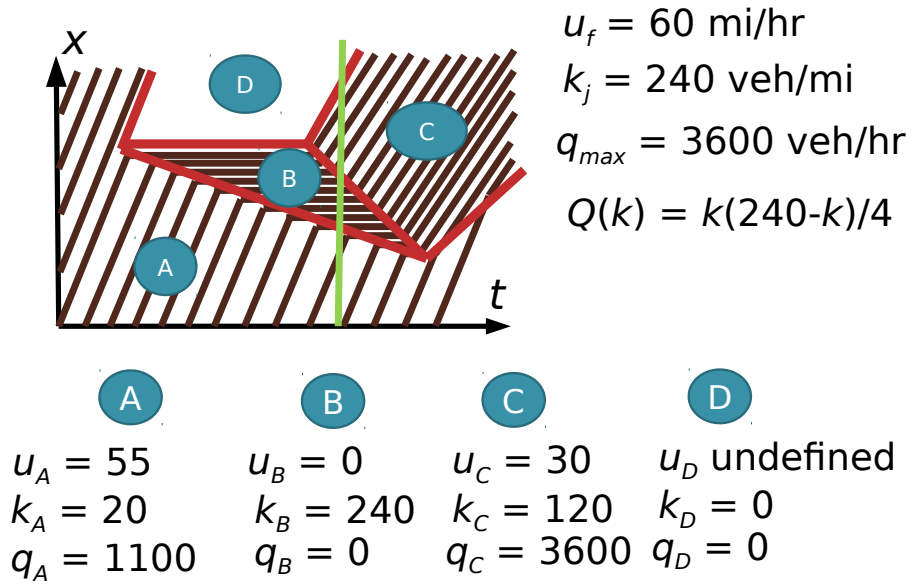 x
D
C
B
A
t
u_f = 60 mi/hr
k_j = 240 veh/mi
q_max = 3600 veh/hr
Q(k) = k(240-k)/4
A B C D
u_A = 55 u_B = 0 u_C = 30 u_D undefined
k_A = 20 k_B = 240 k_C = 120 k_D = 0
q_A = 1100 q_B = 0 q_C = 3600 q_D = 0